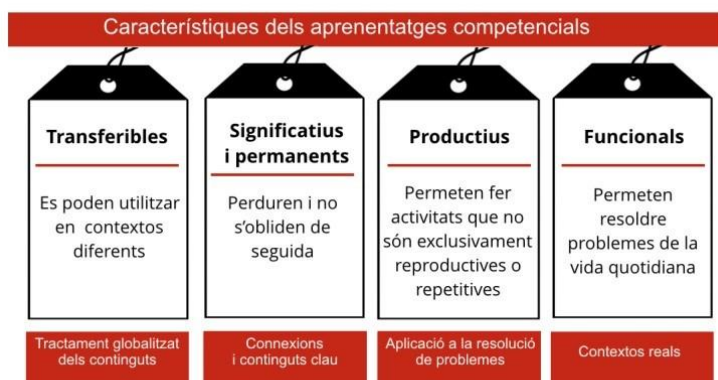 Característiques dels aprenentatges competencials
Transferibles
Es poden utilitzar
en contextos
diferents
Tractament globalitzat
dels continguts
Significatius
i permanents
Perduren i no
s'obliden de
seguida
Connexions
i continguts clau
Productius
Permeten fer
activitats que no
són exclusivament
reproductives o
repetitives
Aplicació a la resolució
de problemes
Funcionals
Permeten
resoldre
problemes de la
vida quotidiana
Contextos reals